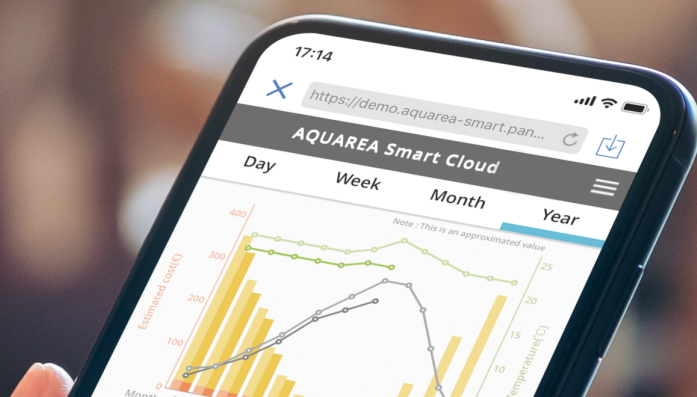 17:14
https://demo.aquarea-smart.pan...
AQUAREA Smart Cloud
Day Week Month Year
Note : This is an approximated value
400
300
200
100
0
Estimated cost(€)
25
20
15
10
Temperature(°C)